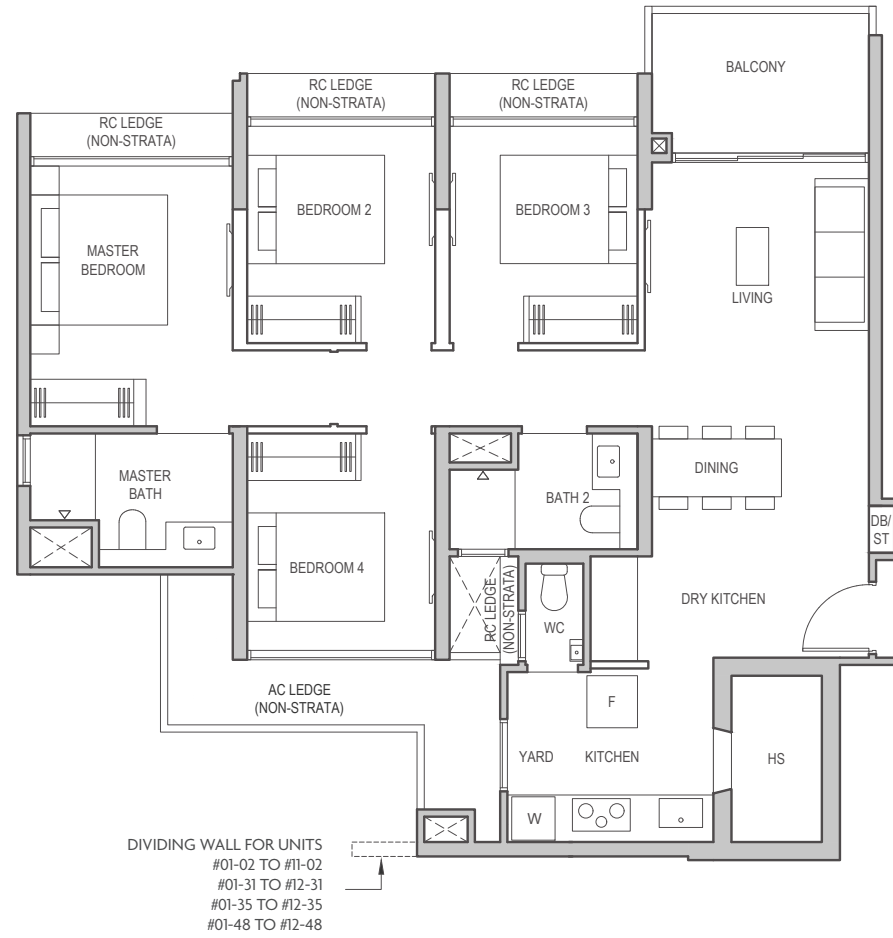 BALCONY
RC LEDGE
(NON-STRATA)
RC LEDGE
(NON-STRATA)
RC LEDGE
(NON-STRATA)
MASTER
BEDROOM
BEDROOM 2
BEDROOM 3
LIVING
MASTER
BATH
BATH 2
DINING
DB/
ST
BEDROOM 4
RC LEDGE
(NON-STRATA)
WC
DRY KITCHEN
AC LEDGE
(NON-STRATA)
F
YARD
KITCHEN
HS
W
DIVIDING WALL FOR UNITS
#01-02 TO #11-02
#01-31 TO #12-31
#01-35 TO #12-35
#01-48 TO #12-48